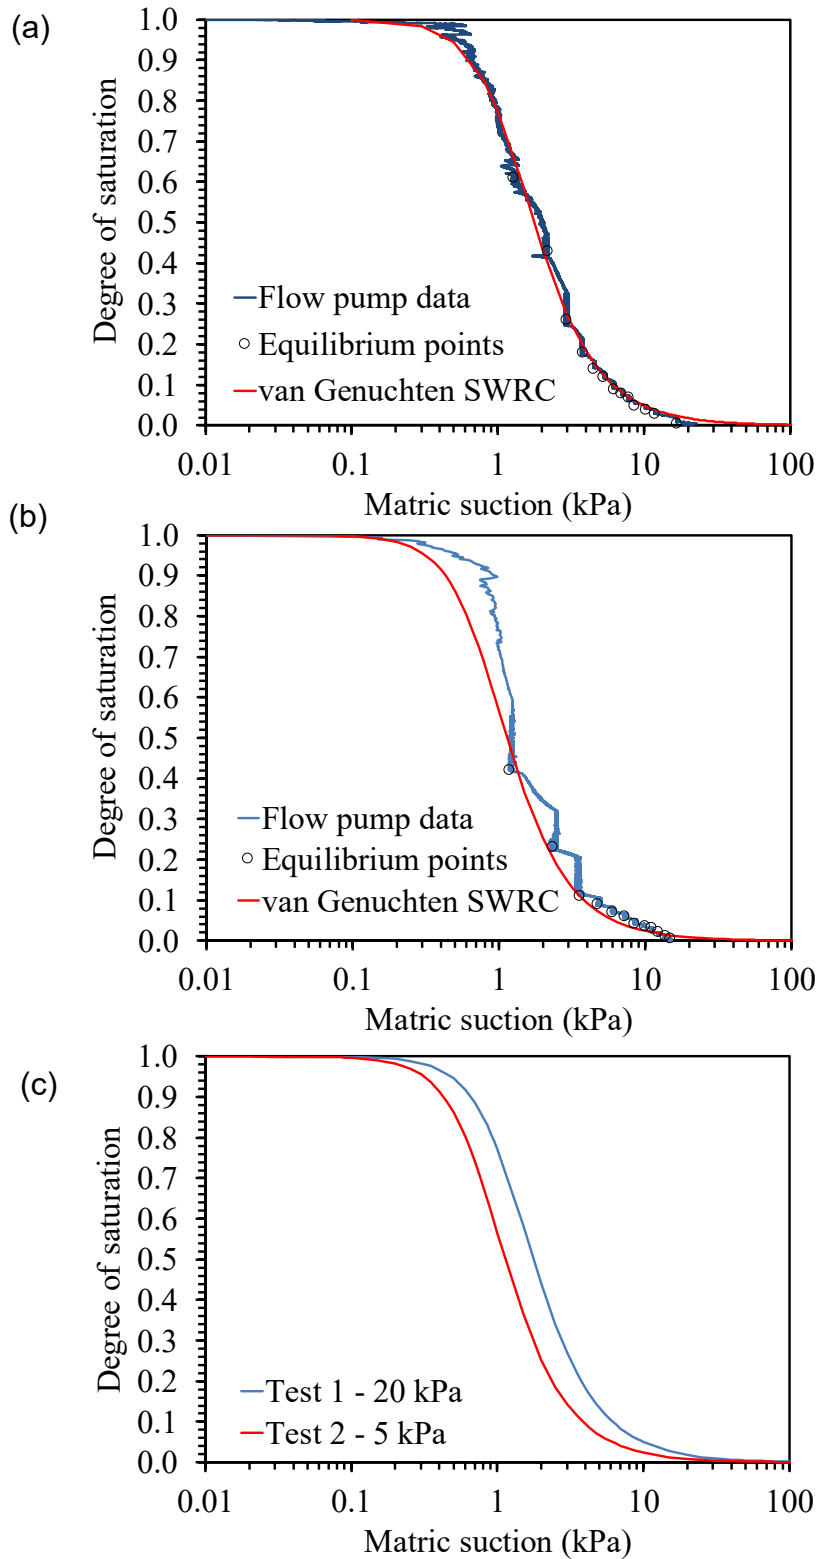 (a)
Degree of saturation
1.0
0.9
0.8
0.7
0.6
0.5
0.4
0.3
0.2
0.1
0.0
Flow pump data
Equilibrium points
van Genuchten SWRC
0.01 0.1 1 10 100
Matric suction (kPa)
(b)
Degree of saturation
1.0
0.9
0.8
0.7
0.6
0.5
0.4
0.3
0.2
0.1
0.0
Flow pump data
Equilibrium points
van Genuchten SWRC
0.01 0.1 1 10 100
Matric suction (kPa)
(c)
Degree of saturation
1.0
0.9
0.8
0.7
0.6
0.5
0.4
0.3
0.2
0.1
0.0
Test 1 - 20 kPa
Test 2 - 5 kPa
0.01 0.1 1 10 100
Matric suction (kPa)